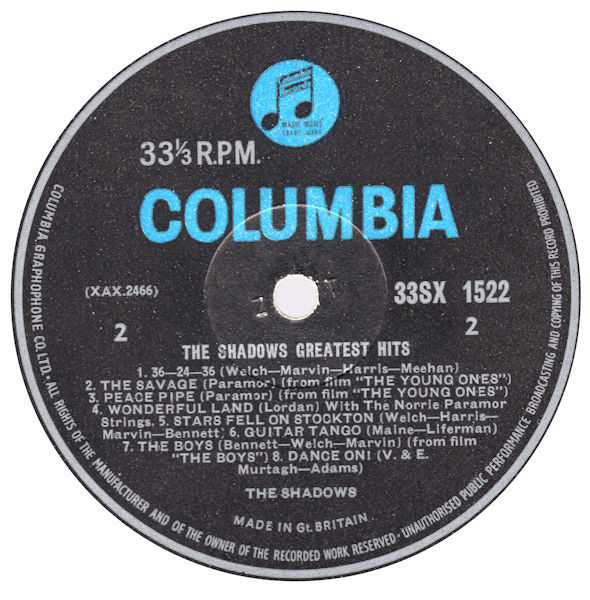 Columbia
Records
MAGIC NOTES
TRADE MARK
33⅓ R.P.M.
COLUMBIA
(XAX.2466)
33SX 1522
2
2
THE SHADOWS GREATEST HITS
1. 36—24—36 (Welch—Marvin—Harris—Meehan)
2. THE SAVAGE (Paramor) (from film "THE YOUNG ONES")
3. PEACE PIPE (Paramor) (from film "THE YOUNG ONES")
4. WONDERFUL LAND (Lordan) With The Norrie Paramor
Strings. 5. STARS FELL ON STOCKTON (Welch—Harris—
Marvin—Bennett) 6. GUITAR TANGO (Maine—Liferman)
7. THE BOYS (Bennett—Welch—Marvin) (from film
"THE BOYS") 8. DANCE ON! (V. & E.
Murtagh—Adams)
THE SHADOWS
MADE IN Gt. BRITAIN
COLUMBIA GRAPHOPHONE CO. LTD. · ALL RIGHTS OF THE MANUFACTURER AND OF THE OWNER OF THE RECORDED WORK RESERVED · UNAUTHORISED PUBLIC PERFORMANCE BROADCASTING AND COPYING OF THIS RECORD PROHIBITED